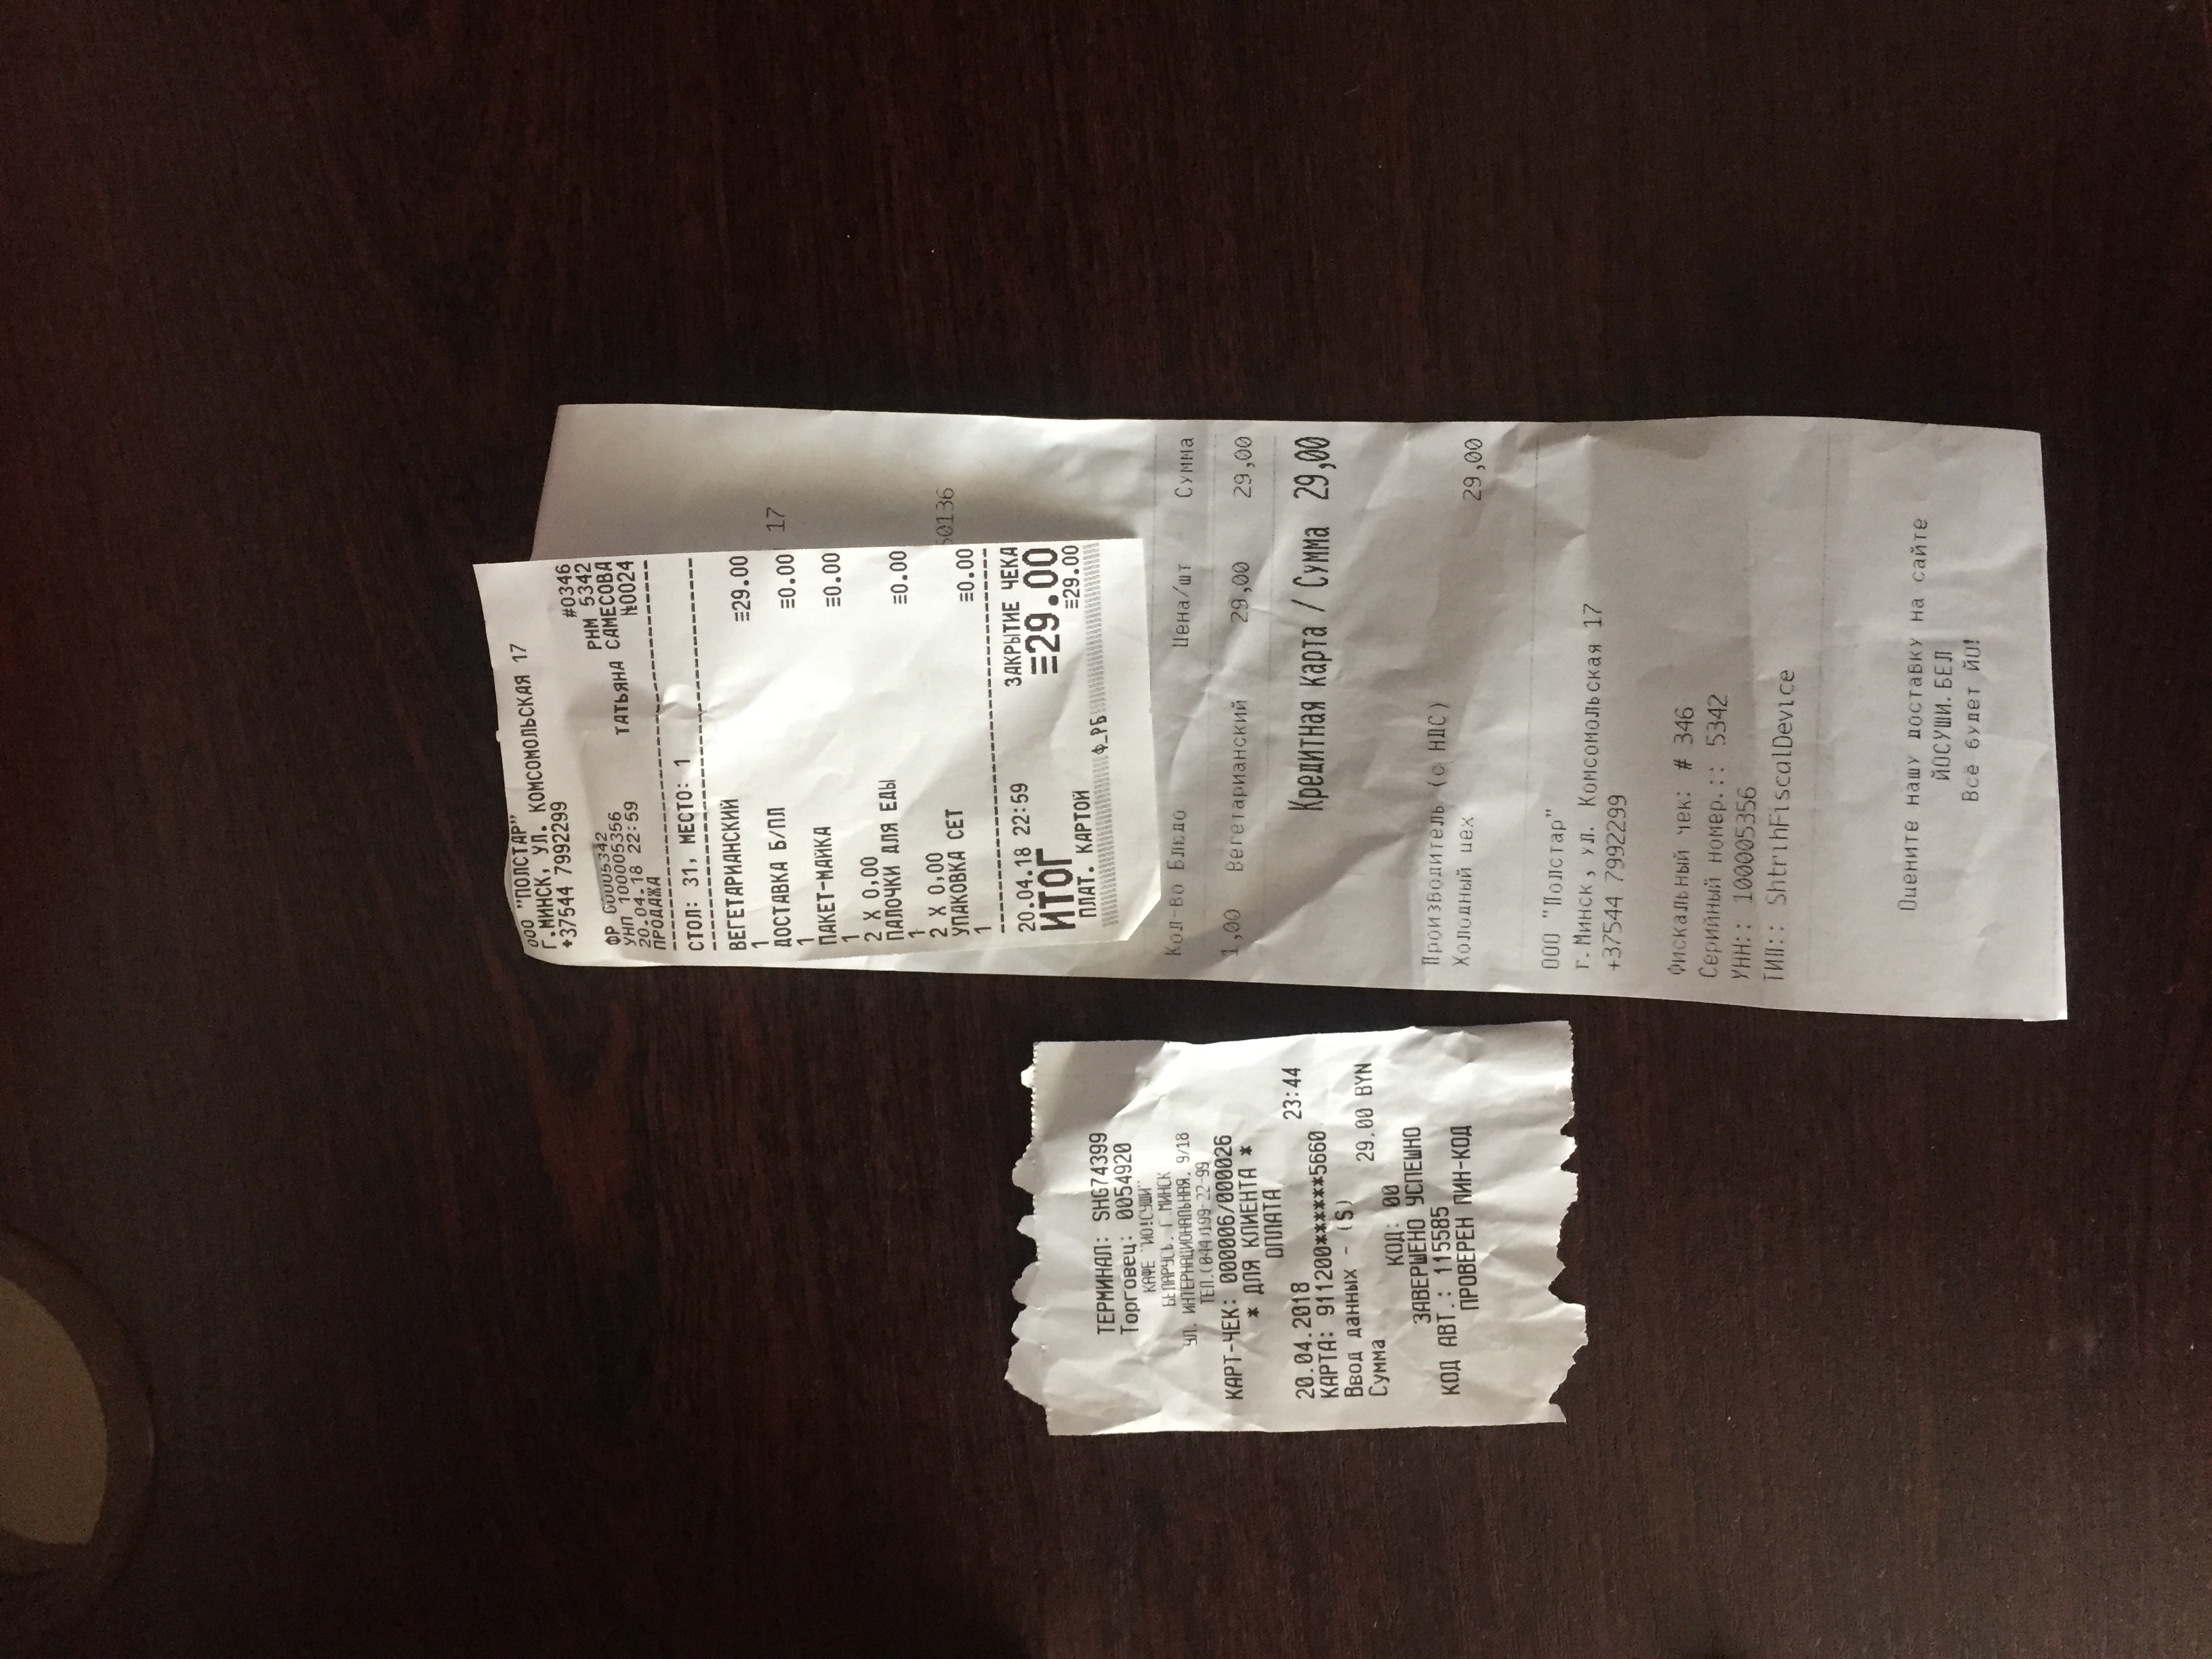 ООО "ПОЛСТАР"
Г.МИНСК, УЛ. КОМСОМОЛЬСКАЯ 17
+37544 7992299
#0346
ФР 00005342 РНМ 5342
УНП 100005356 ТАТЬЯНА САМЕСОВА
20.04.18 22:59 №0024
ПРОДАЖА
СТОЛ: 31, МЕСТО: 1
ВЕГЕТАРИАНСКИЙ
1 ≡29.00
ДОСТАВКА Б/ПЛ
1 ≡0.00
ПАКЕТ-МАЙКА
1 ≡0.00
2 X 0,00
ПАЛОЧКИ ДЛЯ ЕДЫ
1 ≡0.00
2 X 0,00
УПАКОВКА СЕТ
1 ≡0.00
20.04.18 22:59 ЗАКРЫТИЕ ЧЕКА
ИТОГ ≡29.00
ПЛАТ. КАРТОЙ ≡29.00
Ф_РБ
17
Кол-во Блюдо Цена/шт Сумма
1,00 Вегетарианский 29,00 29,00
Кредитная карта / Сумма 29,00
Производитель (с НДС)
Холодный цех 29,00
ООО "Полстар"
Г.Минск, ул. Комсомольская 17
+37544 7992299
Фискальный чек: # 346
Серийный номер.:: 5342
УНН:: 100005356
ТИП:: ShtrihFiscalDevice
Оцените нашу доставку на сайте
ЙОСУШИ.БЕЛ
Все будет ЙО!
ТЕРМИНАЛ: SHG74399
Торговец: 0054920
КАФЕ "ЙО!СУШИ"
БЕЛАРУСЬ, Г.МИНСК
УЛ. ИНТЕРНАЦИОНАЛЬНАЯ, 9/18
ТЕЛ.(044)199-22-99
КАРТ-ЧЕК: 000006/000026
* ДЛЯ КЛИЕНТА *
ОПЛАТА
20.04.2018 23:44
КАРТА: 911200******5660
Ввод данных - (S)
Сумма 29.00 BYN
КОД: 00
ЗАВЕРШЕНО УСПЕШНО
КОД АВТ.: 115585
ПРОВЕРЕН ПИН-КОД